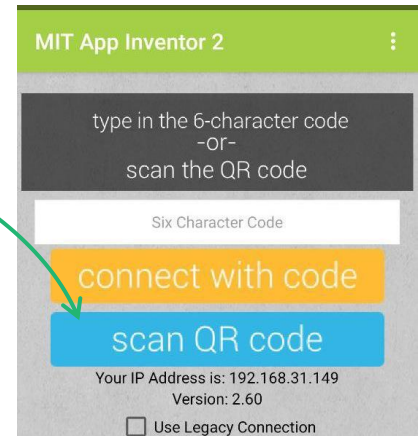 MIT App Inventor 2
type in the 6-character code
-or-
scan the QR code
Six Character Code
connect with code
scan QR code
Your IP Address is: 192.168.31.149
Version: 2.60
Use Legacy Connection